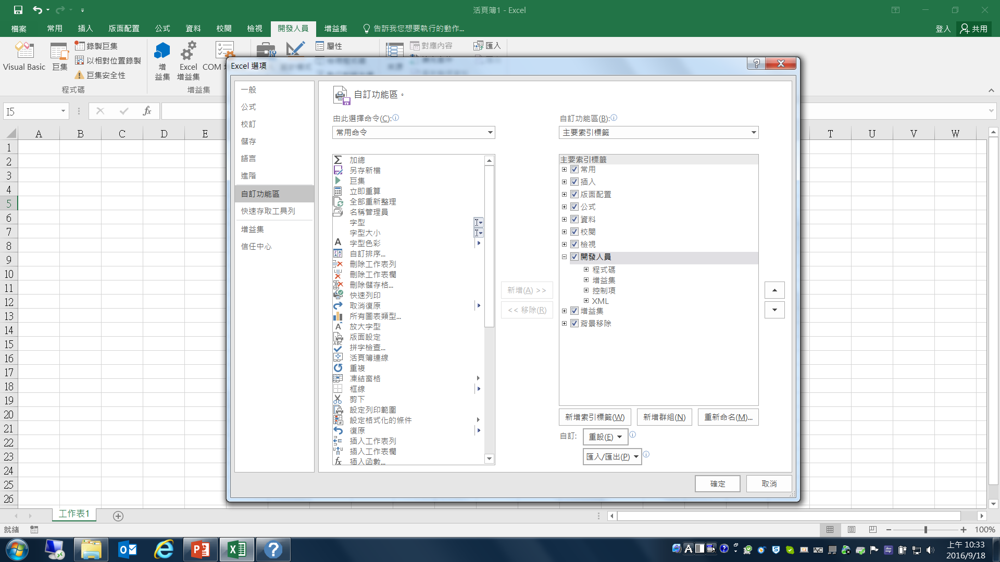 活頁簿1 - Excel
檔案 常用 插入 版面配置 公式 資料 校閱 檢視 開發人員 增益集 告訴我您想要執行的動作... 登入 共用
Visual Basic
巨集
錄製巨集
以相對位置錄製
巨集安全性
程式碼
增
益集
Excel
增益集
COM
增益集
屬性
對應內容
匯入
I5
fx
A B C D E T U V W
1
2
3
4
5
6
7
8
9
10
11
12
13
14
15
16
17
18
19
20
21
22
23
24
25
26
Excel 選項
一般
公式
校訂
儲存
語言
進階
自訂功能區
快速存取工具列
增益集
信任中心
自訂功能區。
由此選擇命令(C):
常用命令
加總
另存新檔
巨集
立即重算
全部重新整理
名稱管理員
字型
字型大小
字型色彩
自訂排序...
刪除工作表列
刪除工作表欄
刪除儲存格...
快速列印
取消復原
所有圖表類型...
放大字型
版面設定
拼字檢查...
活頁簿連線
重複
凍結窗格
框線
剪下
設定列印範圍
設定格式化的條件
復原
插入工作表列
插入工作表欄
插入函數...
新增(A) >>
<< 移除(R)
自訂功能區(B):
主要索引標籤
主要索引標籤
常用
插入
版面配置
公式
資料
校閱
檢視
開發人員
程式碼
增益集
控制項
XML
增益集
背景移除
新增索引標籤(W) 新增群組(N) 重新命名(M)...
自訂: 重設(E)
匯入/匯出(P)
確定 取消
工作表1
就緒
100%
上午 10:33
2016/9/18